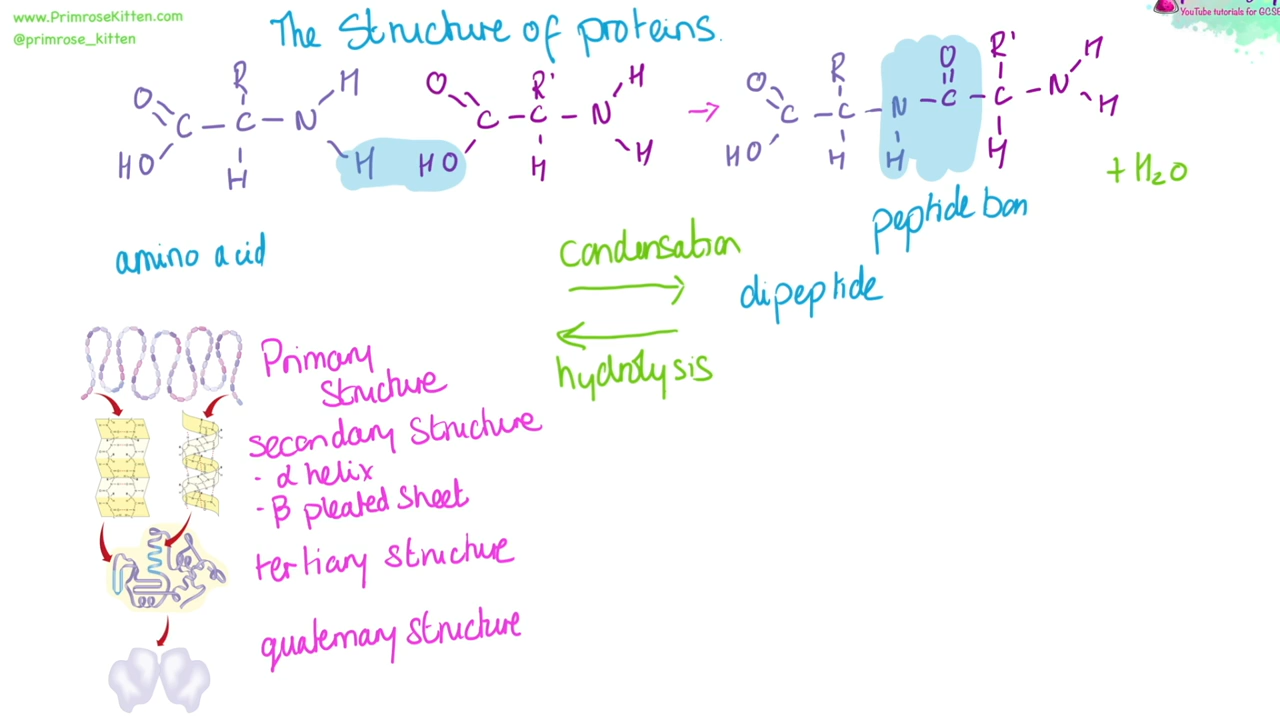 www.PrimroseKitten.com
@primrose_kitten
YouTube tutorials for GCSE
The Structure of proteins.
O R H O R' H
C - C - N C - C - N
HO H H HO H H
→
O R O R' H
C - C - N - C - C - N
HO H H H H
+ H₂O
peptide bon
amino acid
Condensation
dipeptide
hydrolysis
Primary
Structure
secondary Structure
- α helix
- β pleated sheet
tertiary structure
quaternary structure